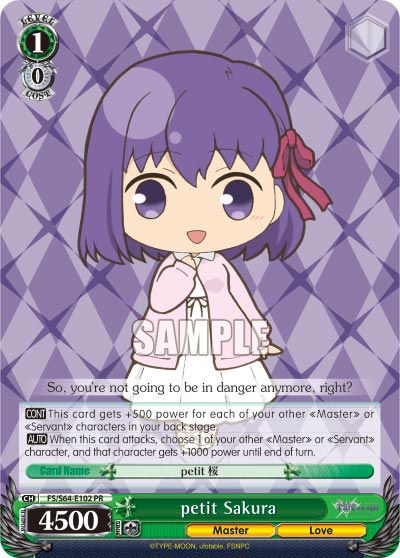 LEVEL
1
0
COST
SAMPLE
So, you're not going to be in danger anymore, right?
CONT This card gets +500 power for each of your other «Master» or
«Servant» characters in your back stage.
AUTO When this card attacks, choose 1 of your other «Master» or «Servant»
characters, and that character gets +1000 power until end of turn.
Card Name
petit 桜
CH FS/S64-E102 PR
petit Sakura
POWER 4500 SOUL
Master Love
©TYPE-MOON, ufotable, FSNPC